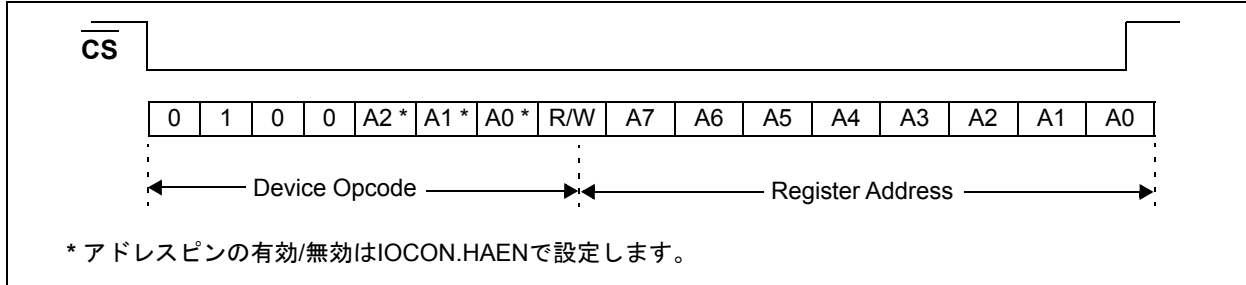 CS
0 1 0 0 A2 * A1 * A0 * R/W A7 A6 A5 A4 A3 A2 A1 A0
Device Opcode Register Address
* アドレスピンの有効/無効はIOCON.HAENで設定します。